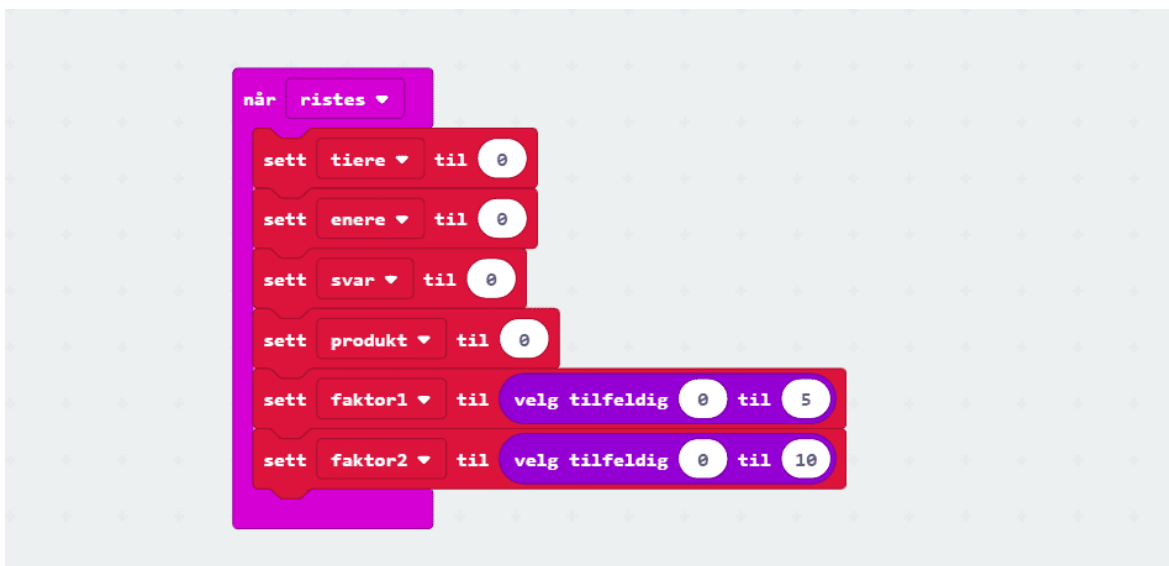 når ristes
sett tiere til 0
sett enere til 0
sett svar til 0
sett produkt til 0
sett faktor1 til velg tilfeldig 0 til 5
sett faktor2 til velg tilfeldig 0 til 10